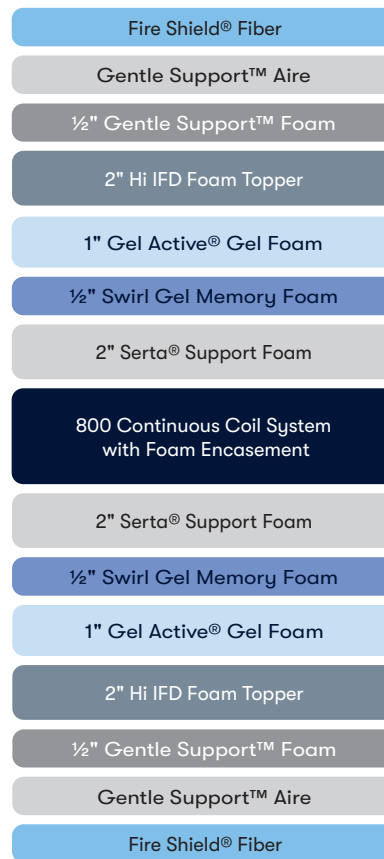 Fire Shield® Fiber
Gentle Support™ Aire
½" Gentle Support™ Foam
2" Hi IFD Foam Topper
1" Gel Active® Gel Foam
½" Swirl Gel Memory Foam
2" Serta® Support Foam
800 Continuous Coil System
with Foam Encasement
2" Serta® Support Foam
½" Swirl Gel Memory Foam
1" Gel Active® Gel Foam
2" Hi IFD Foam Topper
½" Gentle Support™ Foam
Gentle Support™ Aire
Fire Shield® Fiber